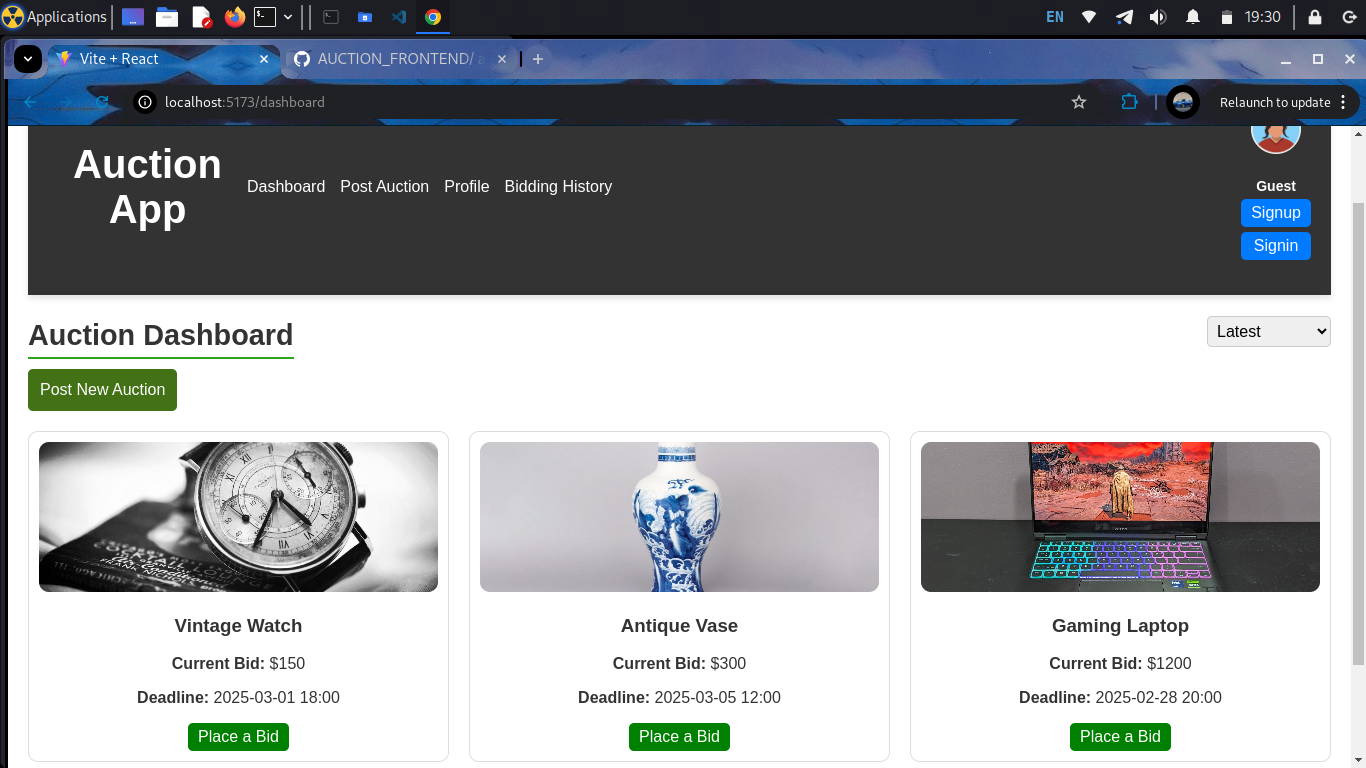 Applications
EN
19:30
Vite + React
AUCTION_FRONTEND/
localhost:5173/dashboard
Relaunch to update
Auction
App
Dashboard Post Auction Profile Bidding History
Guest
Signup
Signin
Auction Dashboard
Latest
Post New Auction
Vintage Watch
Current Bid: $150
Deadline: 2025-03-01 18:00
Place a Bid
Antique Vase
Current Bid: $300
Deadline: 2025-03-05 12:00
Place a Bid
Gaming Laptop
Current Bid: $1200
Deadline: 2025-02-28 20:00
Place a Bid